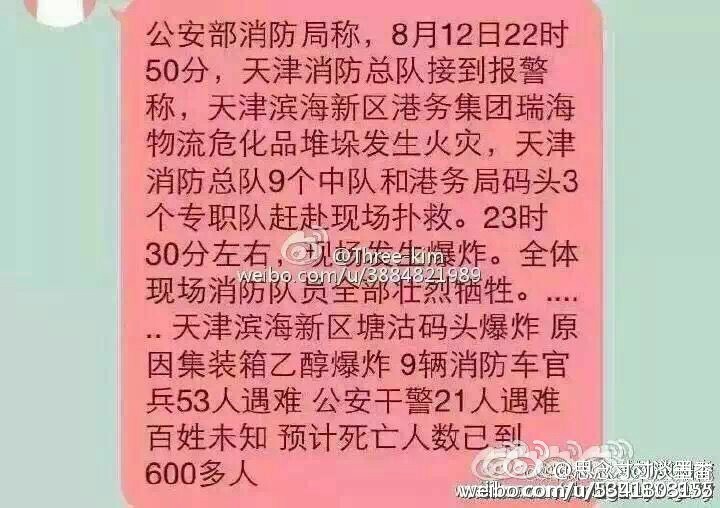 公安部消防局称，8月12日22时
50分，天津消防总队接到报警
称，天津滨海新区港务集团瑞海
物流危化品堆垛发生火灾，天津
消防总队9个中队和港务局码头3
个专职队赶赴现场扑救。23时
30分左右，现场发生爆炸。全体
@Three-kim
weibo.com/u/3884821989
现场消防队员全部壮烈牺牲。.....
.. 天津滨海新区塘沽码头爆炸 原
因集装箱乙醇爆炸 9辆消防车官
兵53人遇难 公安干警21人遇难
百姓未知 预计死亡人数已到
600多人
weibo.com/u/5341303155